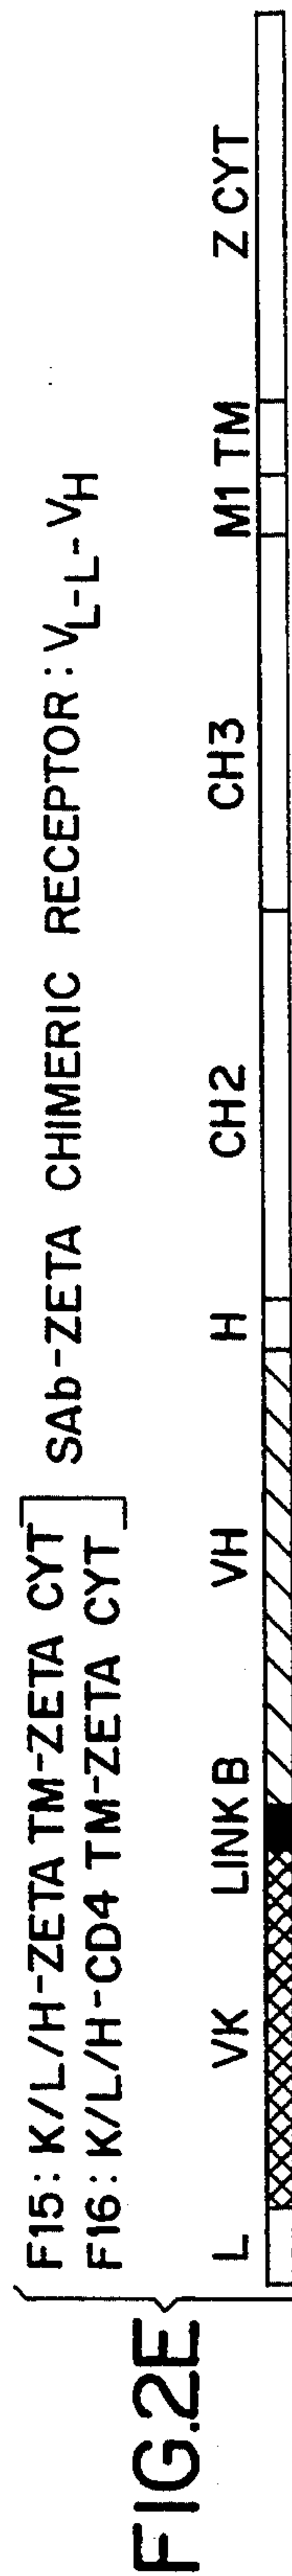 FIG.2E
F15: K/L/H-ZETA TM-ZETA CYT
F16: K/L/H-CD4 TM-ZETA CYT
SAb-ZETA CHIMERIC RECEPTOR: VL-L-VH
L VK LINK B VH H CH2 CH3 M1 TM Z CYT